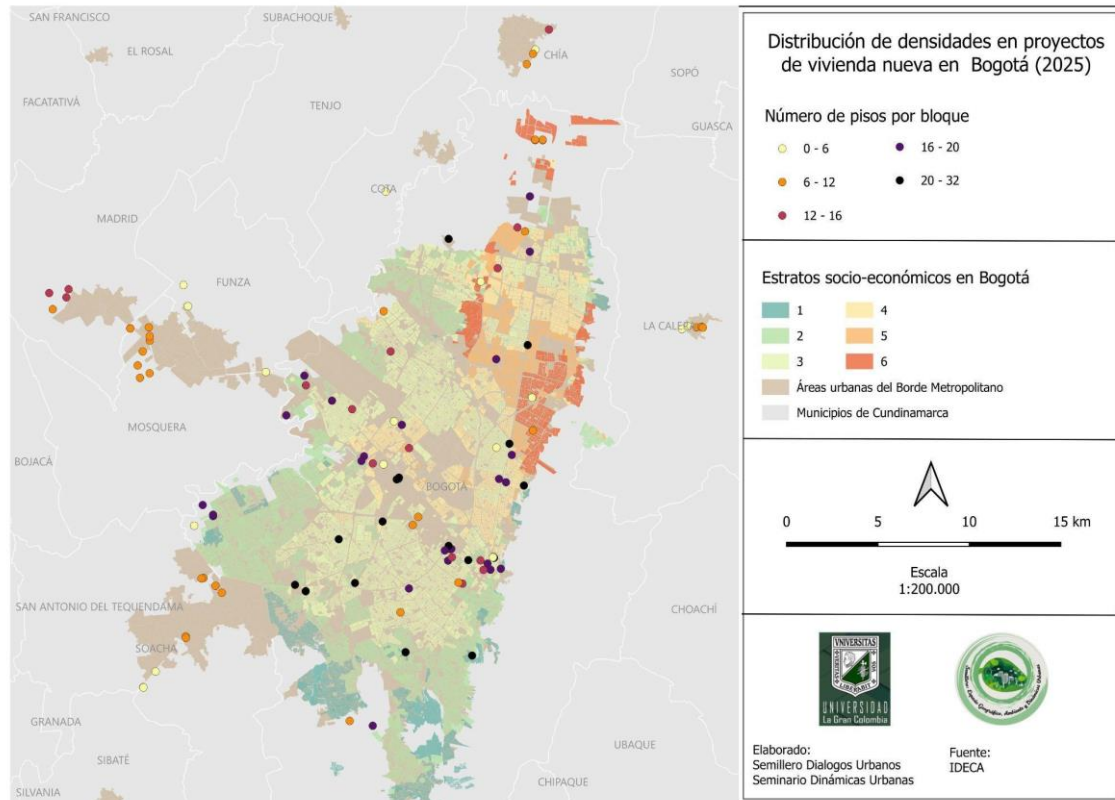 SAN FRANCISCO
SUBACHOQUE
EL ROSAL
CHÍA
SOPÓ
FACATATIVÁ
TENJO
GUASCA
COTA
MADRID
FUNZA
LA CALERA
MOSQUERA
BOJACÁ
BOGOTÁ
SAN ANTONIO DEL TEQUENDAMA
CHOACHÍ
SOACHA
GRANADA
UBAQUE
SIBATÉ
CHIPAQUE
SILVANIA
Distribución de densidades en proyectos
de vivienda nueva en Bogotá (2025)
Número de pisos por bloque
0 - 6
16 - 20
6 - 12
20 - 32
12 - 16
Estratos socio-económicos en Bogotá
1
4
2
5
3
6
Áreas urbanas del Borde Metropolitano
Municipios de Cundinamarca
0 5 10 15 km
Escala
1:200.000
UNIVERSITAS
VERITAS
LIBERABIT
VOS
UNIVERSIDAD
La Gran Colombia
Elaborado:
Semillero Dialogos Urbanos
Seminario Dinámicas Urbanas
Fuente:
IDECA